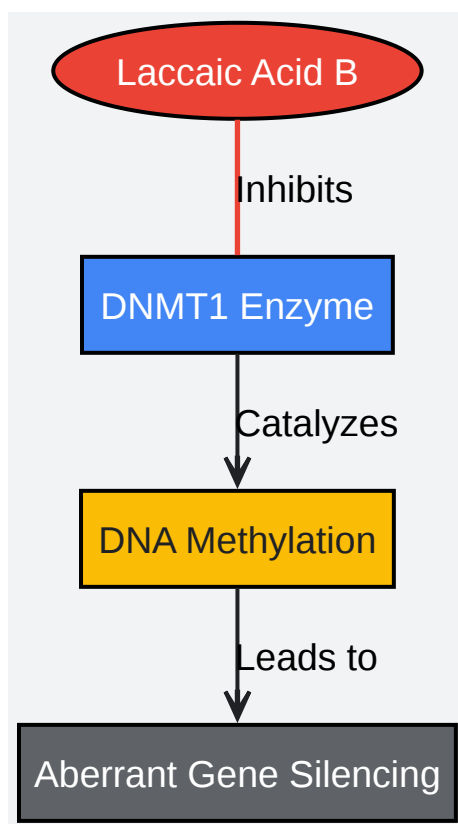 Laccaic Acid B
Inhibits
DNMT1 Enzyme
Catalyzes
DNA Methylation
Leads to
Aberrant Gene Silencing